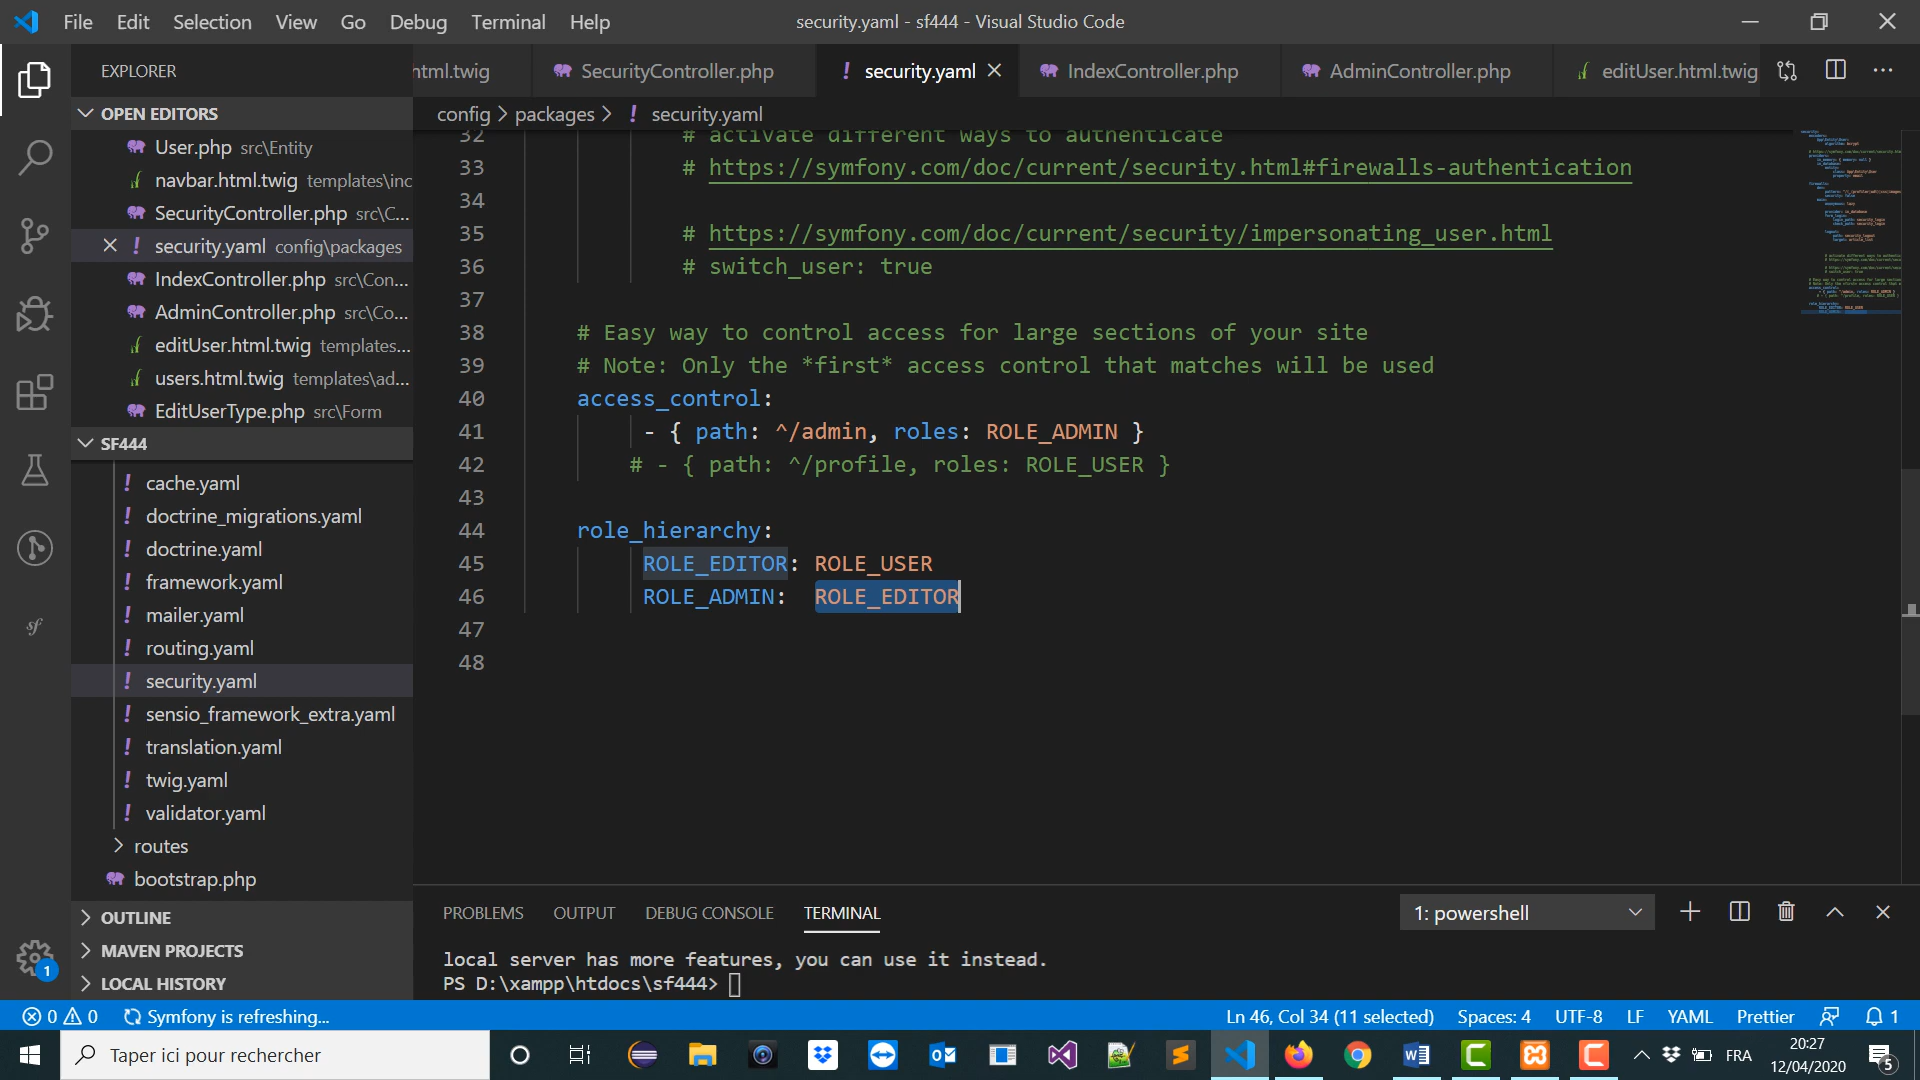 File Edit Selection View Go Debug Terminal Help
security.yaml - sf444 - Visual Studio Code
EXPLORER
html.twig
SecurityController.php
! security.yaml
IndexController.php
AdminController.php
editUser.html.twig
OPEN EDITORS
config > packages > ! security.yaml
User.php src\Entity
navbar.html.twig templates\inc
SecurityController.php src\C...
! security.yaml config\packages
IndexController.php src\Con...
AdminController.php src\Co...
editUser.html.twig templates...
users.html.twig templates\ad...
EditUserType.php src\Form
SF444
! cache.yaml
! doctrine_migrations.yaml
! doctrine.yaml
! framework.yaml
! mailer.yaml
! routing.yaml
! security.yaml
! sensio_framework_extra.yaml
! translation.yaml
! twig.yaml
! validator.yaml
routes
bootstrap.php
OUTLINE
MAVEN PROJECTS
LOCAL HISTORY
32 # activate different ways to authenticate
33 # https://symfony.com/doc/current/security.html#firewalls-authentication
34
35 # https://symfony.com/doc/current/security/impersonating_user.html
36 # switch_user: true
37
38 # Easy way to control access for large sections of your site
39 # Note: Only the *first* access control that matches will be used
40 access_control:
41 - { path: ^/admin, roles: ROLE_ADMIN }
42 # - { path: ^/profile, roles: ROLE_USER }
43
44 role_hierarchy:
45 ROLE_EDITOR: ROLE_USER
46 ROLE_ADMIN: ROLE_EDITOR
47
48
PROBLEMS OUTPUT DEBUG CONSOLE TERMINAL
1: powershell
local server has more features, you can use it instead.
PS D:\xampp\htdocs\sf444>
1
0 0 Symfony is refreshing...
Ln 46, Col 34 (11 selected) Spaces: 4 UTF-8 LF YAML Prettier 1
Taper ici pour rechercher
FRA
20:27
12/04/2020
5